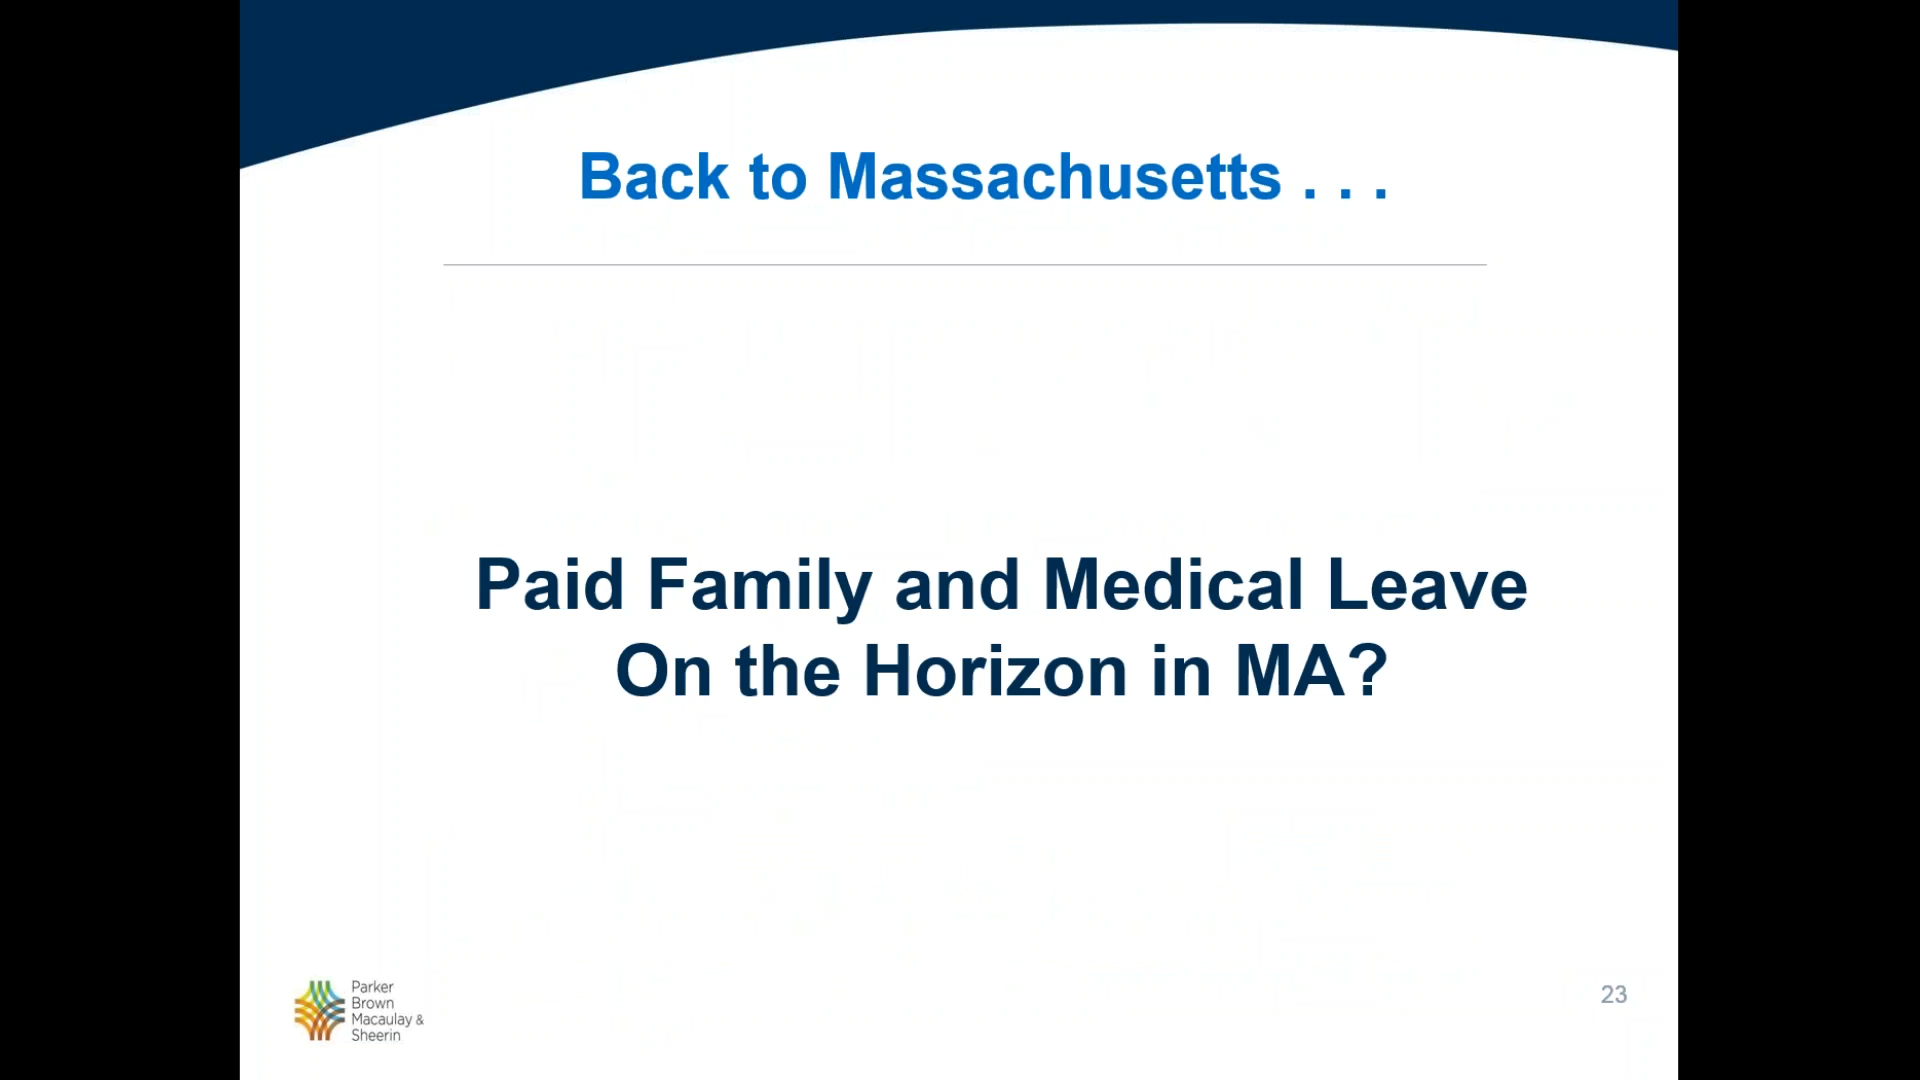 Back to Massachusetts . . .
Paid Family and Medical Leave
On the Horizon in MA?
Parker
Brown
Macaulay &
Sheerin
23